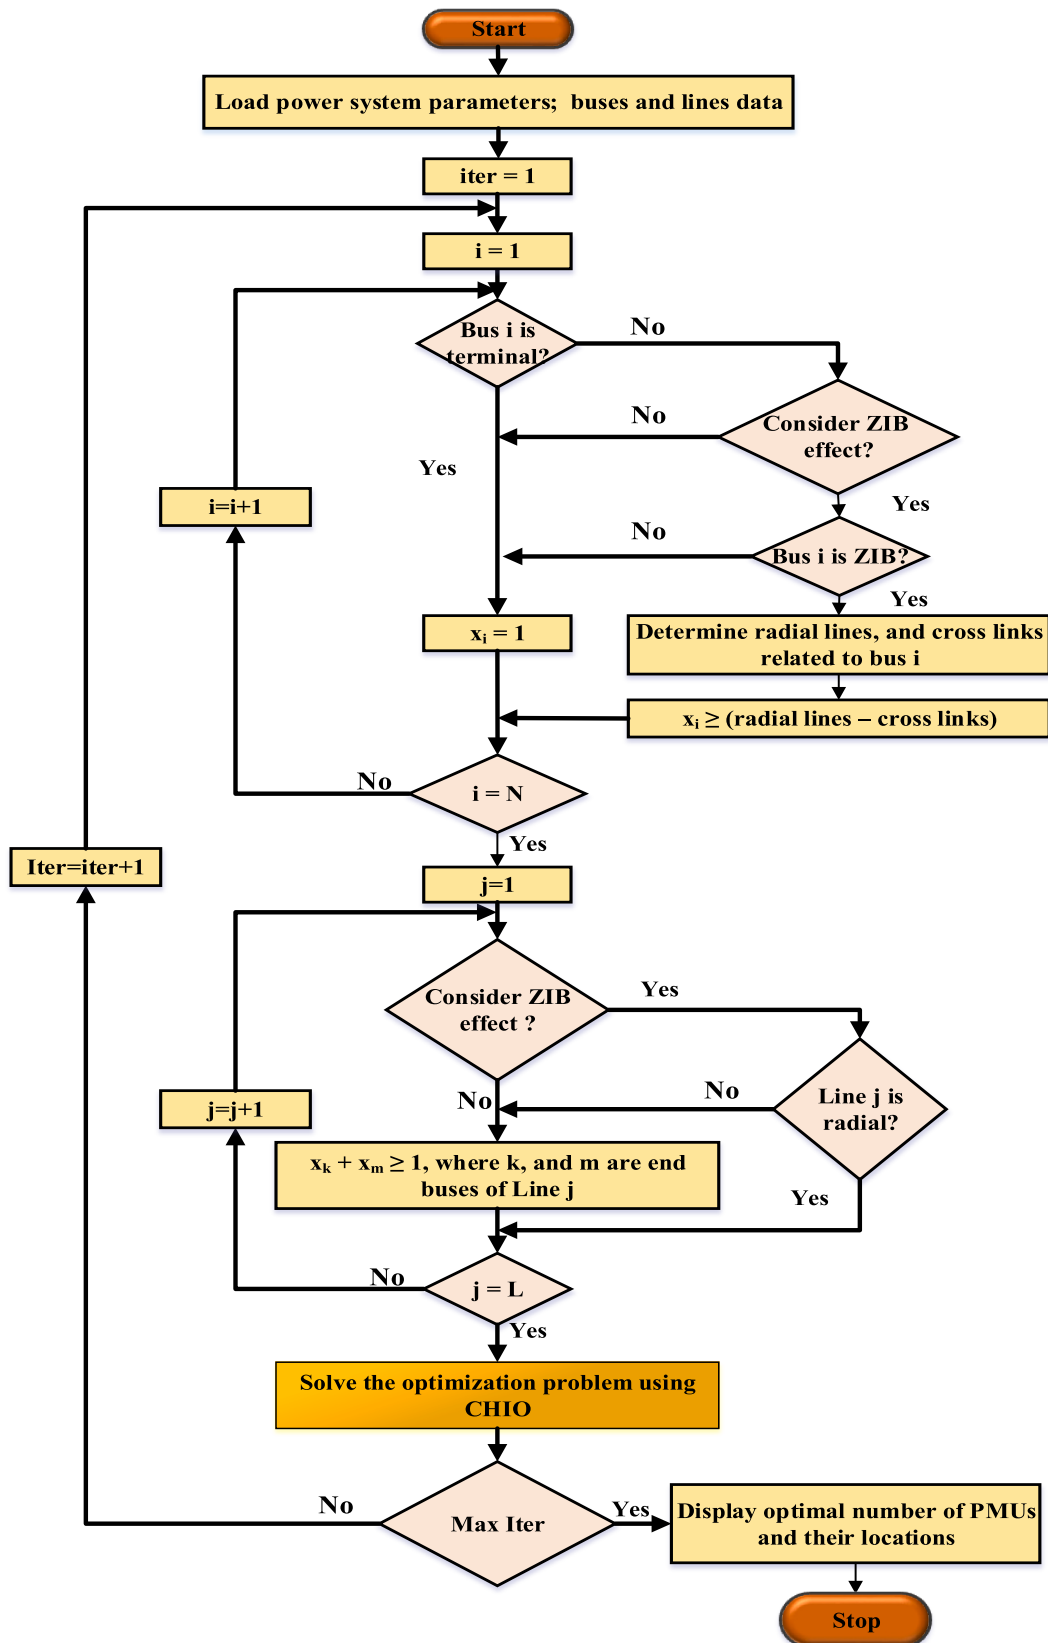 Start
Load power system parameters;  buses and lines data
iter = 1
i = 1
Bus i is
terminal?
No
Consider ZIB
effect?
No
Yes
Yes
i=i+1
No
Bus i is ZIB?
Yes
xᵢ = 1
Determine radial lines, and cross links
related to bus i
xᵢ ≥ (radial lines – cross links)
i = N
No
Yes
Iter=iter+1
j=1
Consider ZIB
effect ?
Yes
No
Line j is
radial?
No
j=j+1
xₖ + xₘ ≥ 1, where k, and m are end
buses of Line j
Yes
j = L
No
Yes
Solve the optimization problem using
CHIO
Max Iter
No
Yes
Display optimal number of PMUs
and their locations
Stop